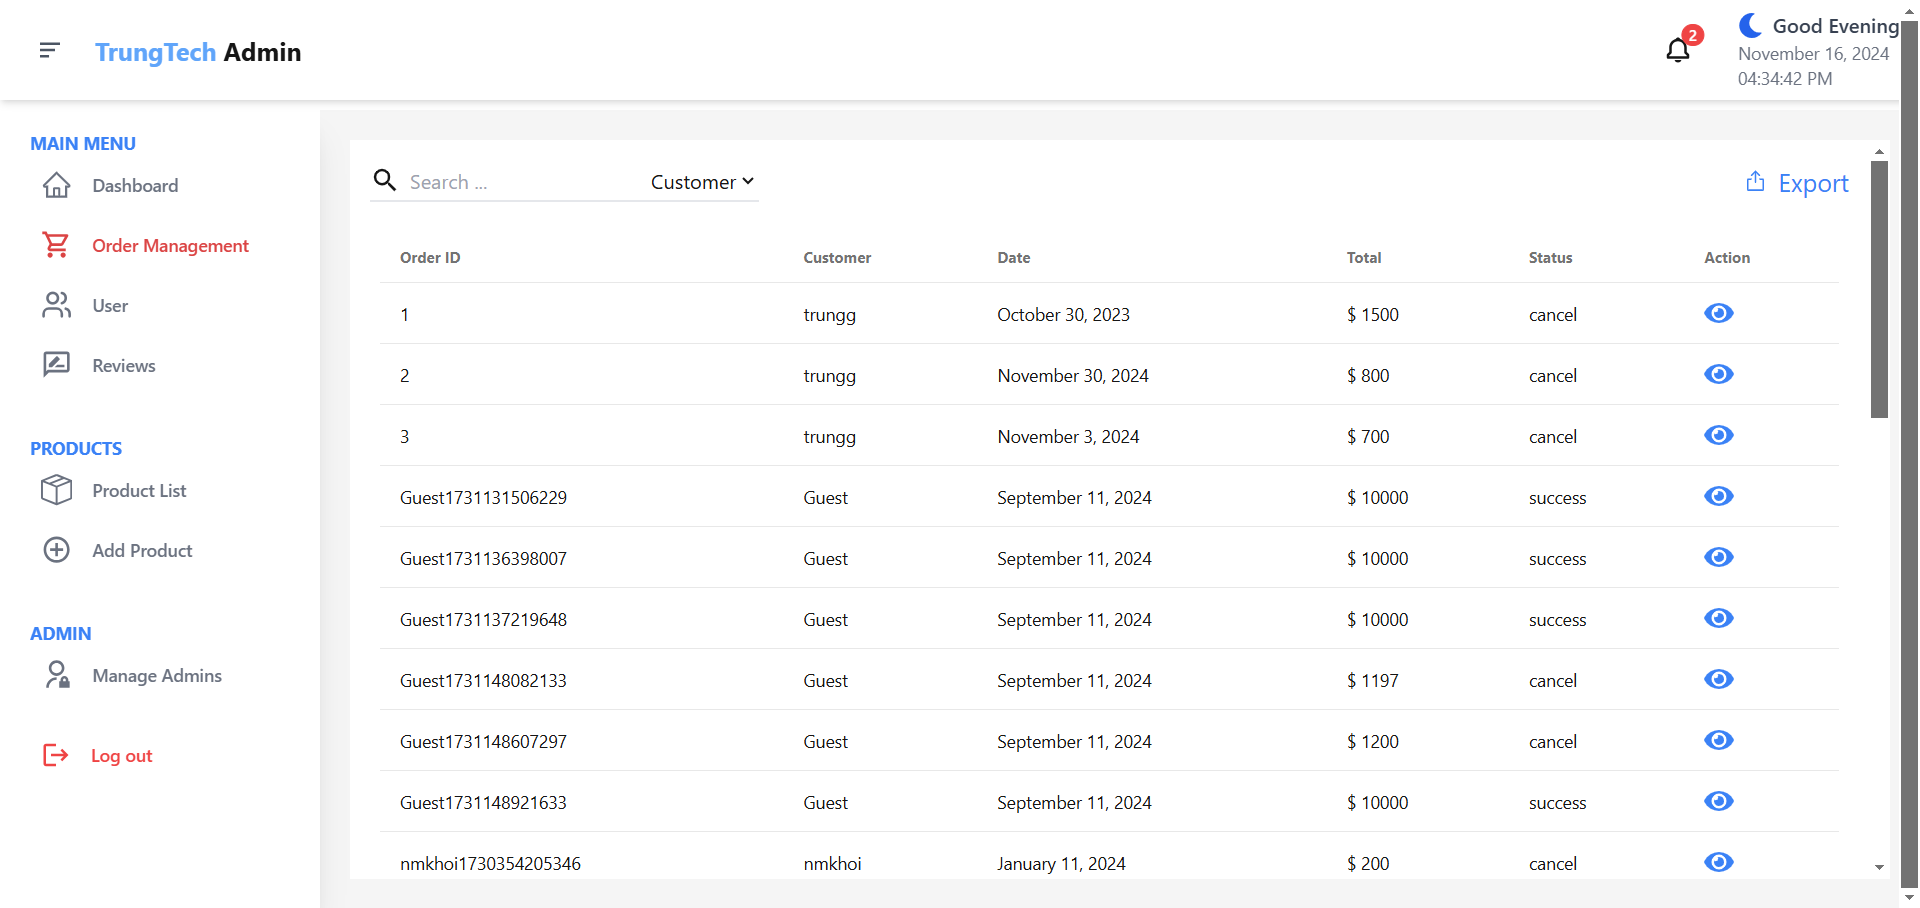 TrungTech Admin
2
Good Evening
November 16, 2024
04:34:42 PM
MAIN MENU
Dashboard
Order Management
User
Reviews
PRODUCTS
Product List
Add Product
ADMIN
Manage Admins
Log out
Search ...
Customer
Export
Order ID Customer Date Total Status Action
1 trungg October 30, 2023 $ 1500 cancel
2 trungg November 30, 2024 $ 800 cancel
3 trungg November 3, 2024 $ 700 cancel
Guest1731131506229 Guest September 11, 2024 $ 10000 success
Guest1731136398007 Guest September 11, 2024 $ 10000 success
Guest1731137219648 Guest September 11, 2024 $ 10000 success
Guest1731148082133 Guest September 11, 2024 $ 1197 cancel
Guest1731148607297 Guest September 11, 2024 $ 1200 cancel
Guest1731148921633 Guest September 11, 2024 $ 10000 success
nmkhoi1730354205346 nmkhoi January 11, 2024 $ 200 cancel